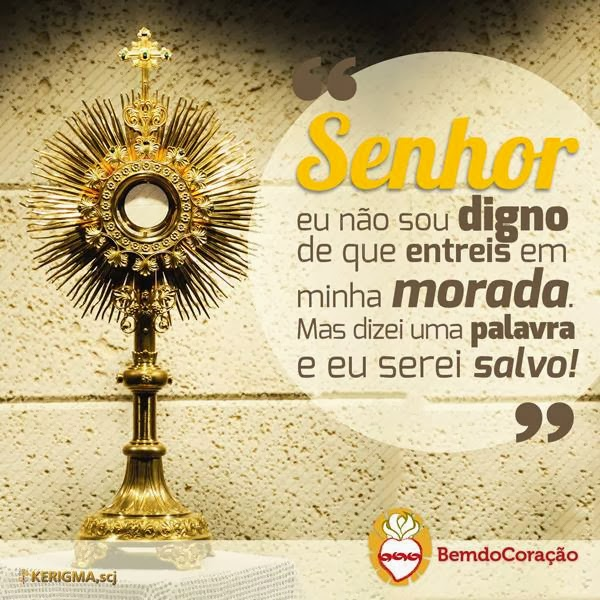 “
Senhor
eu não sou digno
de que entreis em
minha morada.
Mas dizei uma palavra
e eu serei salvo!
”
BemdoCoração
KERIGMA,scj